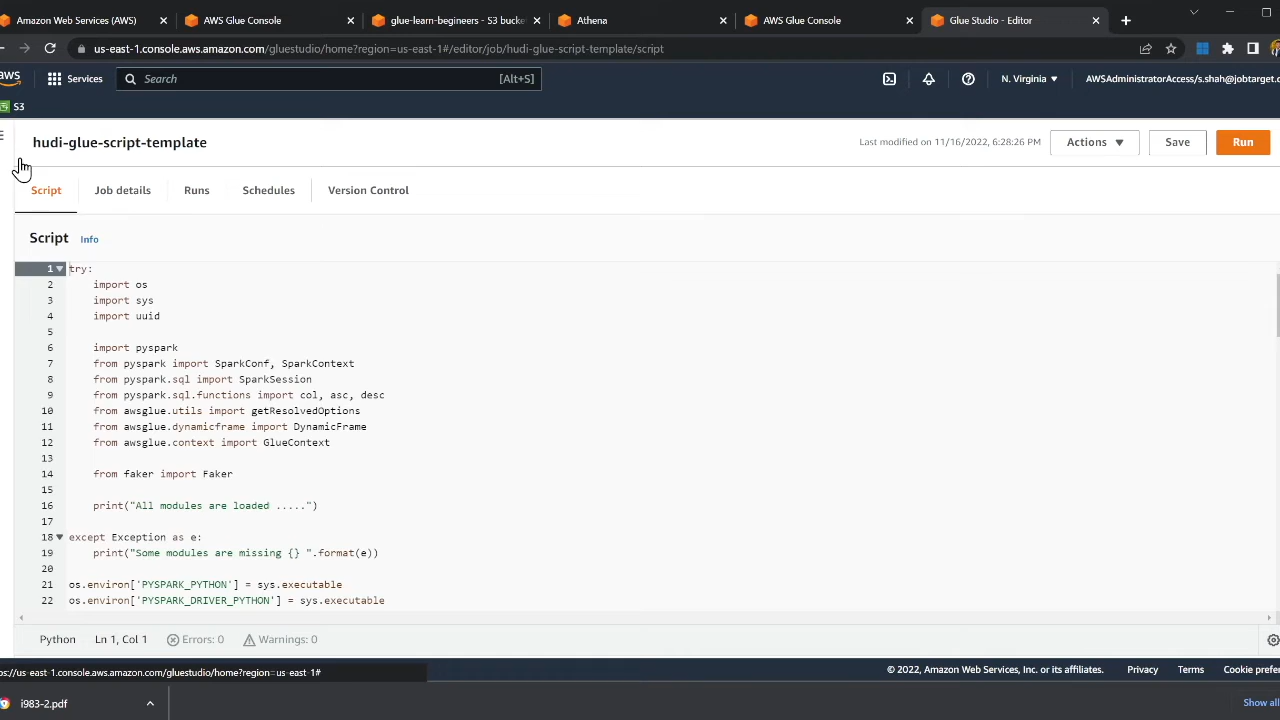 Amazon Web Services (AWS)
AWS Glue Console
glue-learn-begineers - S3 bucke
Athena
AWS Glue Console
Glue Studio - Editor
us-east-1.console.aws.amazon.com/gluestudio/home?region=us-east-1#/editor/job/hudi-glue-script-template/script
aws
Services
Search
[Alt+S]
N. Virginia
AWSAdministratorAccess/s.shah@jobtarget.c
S3
hudi-glue-script-template
Last modified on 11/16/2022, 6:28:26 PM
Actions
Save
Run
Script
Job details
Runs
Schedules
Version Control
Script Info
1 try:
2 import os
3 import sys
4 import uuid
5
6 import pyspark
7 from pyspark import SparkConf, SparkContext
8 from pyspark.sql import SparkSession
9 from pyspark.sql.functions import col, asc, desc
10 from awsglue.utils import getResolvedOptions
11 from awsglue.dynamicframe import DynamicFrame
12 from awsglue.context import GlueContext
13
14 from faker import Faker
15
16 print("All modules are loaded .....")
17
18 except Exception as e:
19 print("Some modules are missing {} ".format(e))
20
21 os.environ['PYSPARK_PYTHON'] = sys.executable
22 os.environ['PYSPARK_DRIVER_PYTHON'] = sys.executable
Python Ln 1, Col 1 Errors: 0 Warnings: 0
ps://us-east-1.console.aws.amazon.com/gluestudio/home?region=us-east-1#
© 2022, Amazon Web Services, Inc. or its affiliates.
Privacy
Terms
Cookie prefer
i983-2.pdf
Show all